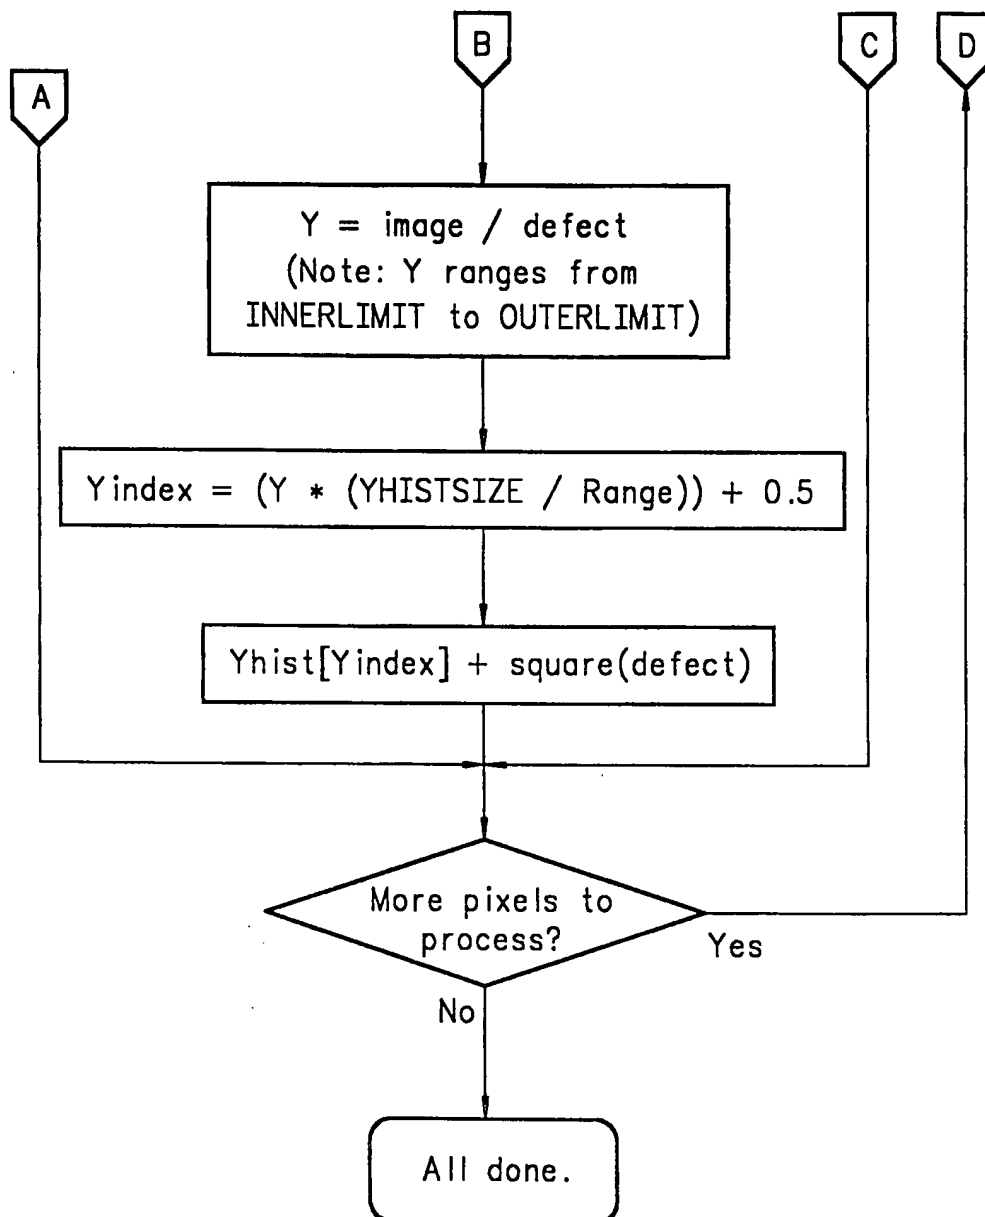 B
C
D
A
Y = image / defect
(Note: Y ranges from
INNERLIMIT to OUTERLIMIT)
Yindex = (Y * (YHISTSIZE / Range)) + 0.5
Yhist[Yindex] + square(defect)
More pixels to
process?
Yes
No
All done.